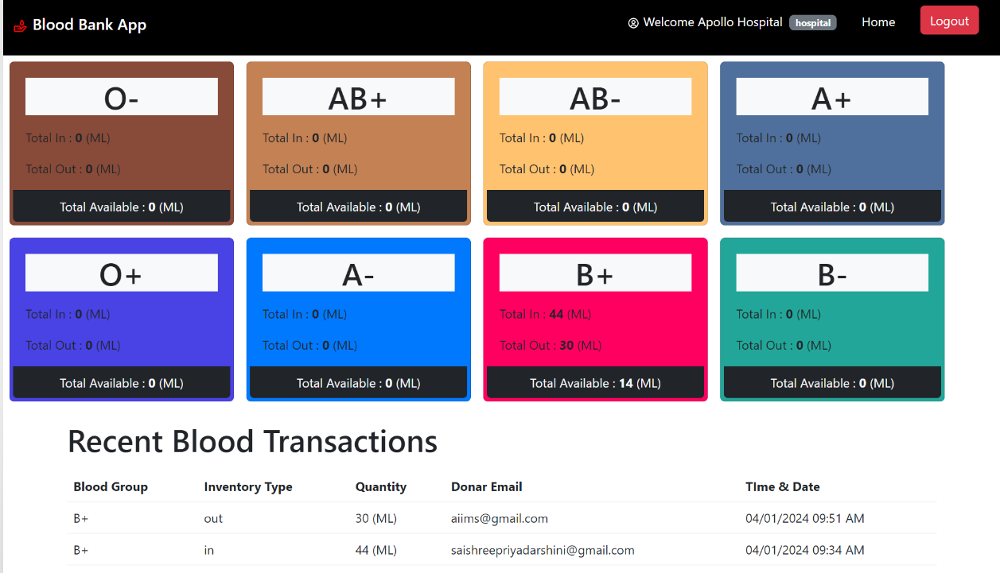 Blood Bank App Welcome Apollo Hospital hospital Home Logout
O- AB+ AB- A+
Total In : 0 (ML) Total In : 0 (ML) Total In : 0 (ML) Total In : 0 (ML)
Total Out : 0 (ML) Total Out : 0 (ML) Total Out : 0 (ML) Total Out : 0 (ML)
Total Available : 0 (ML) Total Available : 0 (ML) Total Available : 0 (ML) Total Available : 0 (ML)
O+ A- B+ B-
Total In : 0 (ML) Total In : 0 (ML) Total In : 44 (ML) Total In : 0 (ML)
Total Out : 0 (ML) Total Out : 0 (ML) Total Out : 30 (ML) Total Out : 0 (ML)
Total Available : 0 (ML) Total Available : 0 (ML) Total Available : 14 (ML) Total Available : 0 (ML)
Recent Blood Transactions
Blood Group Inventory Type Quantity Donar Email TIme & Date
B+ out 30 (ML) aiims@gmail.com 04/01/2024 09:51 AM
B+ in 44 (ML) saishreepriyadarshini@gmail.com 04/01/2024 09:34 AM